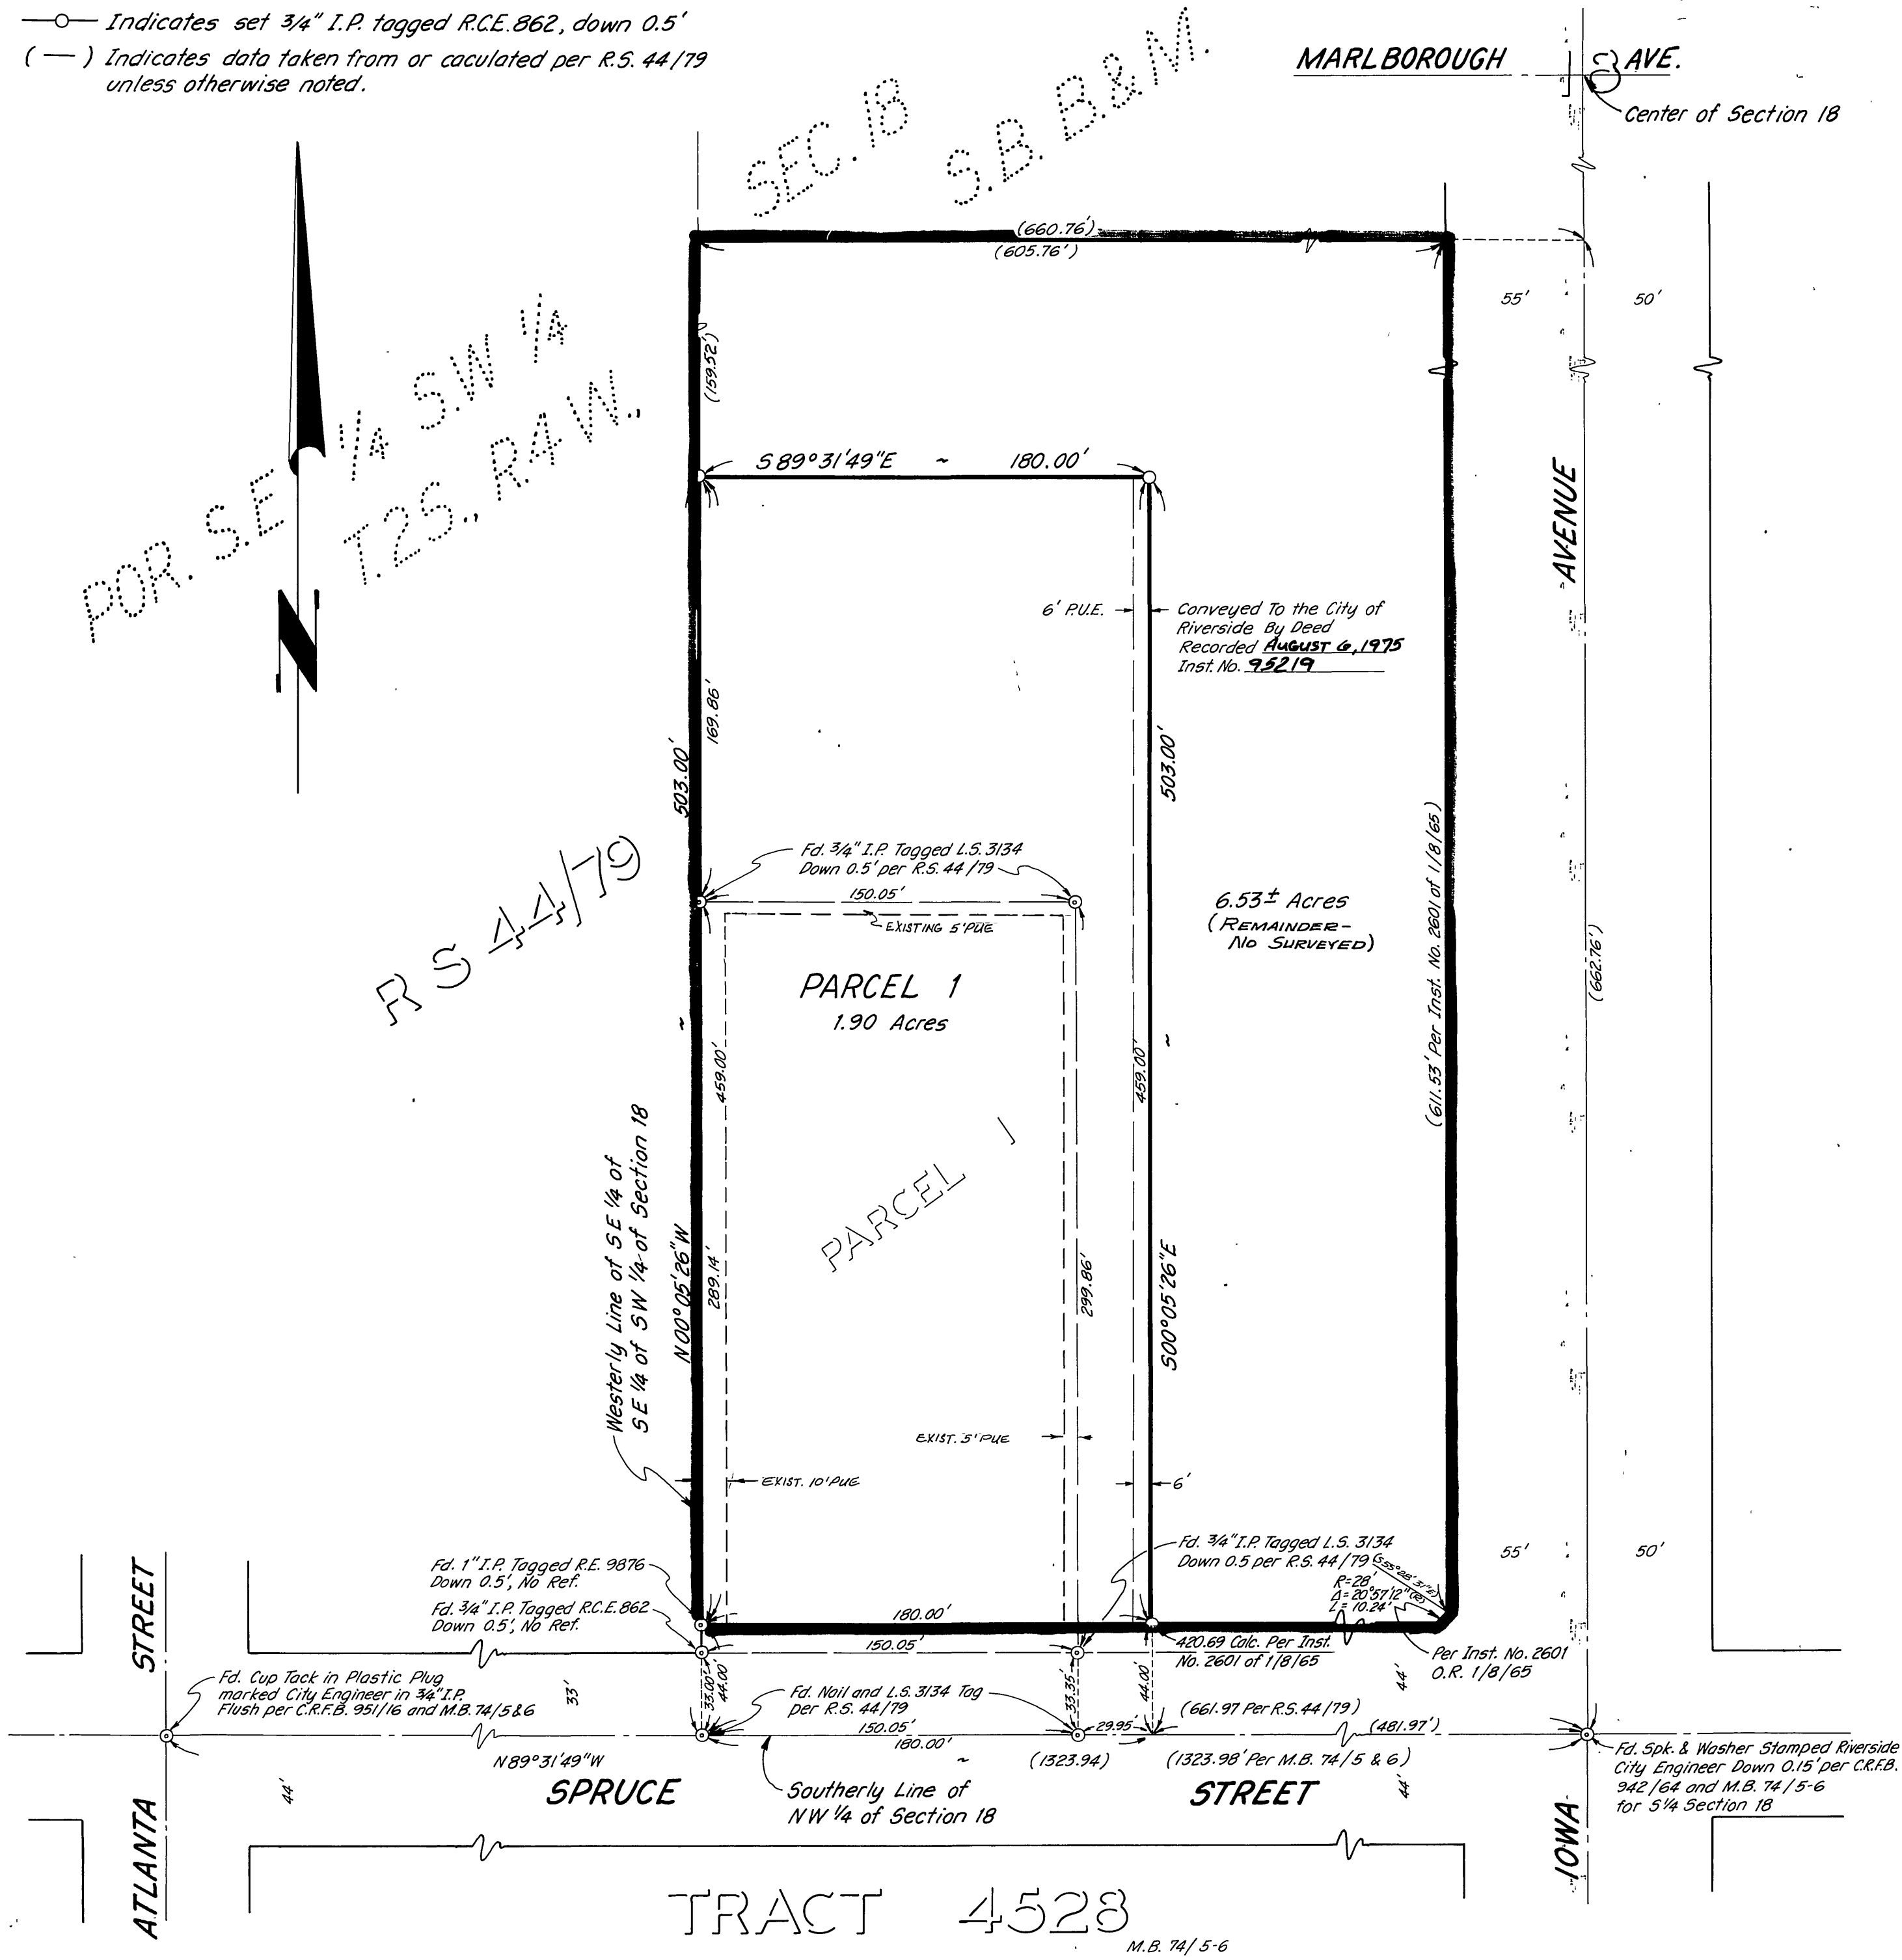 Indicates set 3/4" I.P. tagged R.C.E. 862, down 0.5'
( — ) Indicates data taken from or caculated per R.S. 44/79
unless otherwise noted.
MARLBOROUGH AVE.
Center of Section 18
SEC. 18 S.B. B. & M.
POR. S.E 1/4 S.W 1/4
T.2S., R.4W.,
N
(660.76')
(605.76')
55' 50'
(159.52')
S 89°31'49"E ~ 180.00'
AVENUE
6' P.U.E.
Conveyed To the City of
Riverside By Deed
Recorded AUGUST 6, 1975
Inst. No. 95219
169.86'
503.00'
503.00'
R S 44/79
Fd. 3/4" I.P. Tagged L.S. 3134
Down 0.5' per R.S. 44/79
150.05'
EXISTING 5' PUE
6.53± Acres
(REMAINDER-
No SURVEYED)
(611.53' Per Inst. No. 2601 of 1/8/65)
(662.76')
PARCEL 1
1.90 Acres
~
459.00'
459.00'
~
PARCEL 1
Westerly Line of SE 1/4 of
SE 1/4 of SW 1/4 of Section 18
N00°05'26"W
289.14'
299.86'
S00°05'26"E
EXIST. 5' PUE
EXIST. 10' PUE
6'
Fd. 3/4" I.P. Tagged L.S. 3134
Down 0.5 per R.S. 44/79
(S55°28'31"E)
R=28'
Δ=20°57'12" (R)
L=10.24'
55' 50'
Fd. 1" I.P. Tagged R.E. 9876
Down 0.5', No Ref.
Fd. 3/4" I.P. Tagged R.C.E. 862
Down 0.5', No Ref.
180.00'
150.05'
420.69 Calc. Per Inst.
No. 2601 of 1/8/65
Per Inst. No. 2601
O.R. 1/8/65
STREET
Fd. Cup Tack in Plastic Plug
marked City Engineer in 3/4" I.P.
Flush per C.R.F.B. 951/16 and M.B. 74/5&6
33'
33.00'
44.00'
Fd. Nail and L.S. 3134 Tag
per R.S. 44/79
33.35'
44.00'
44'
(661.97 Per R.S. 44/79)
150.05'
29.95'
(481.97')
180.00'
N89°31'49"W ~ (1323.94) (1323.98' Per M.B. 74/5 & 6)
Fd. Spk. & Washer Stamped Riverside
City Engineer Down 0.15' per C.R.F.B.
942/64 and M.B. 74/5-6
for S1/4 Section 18
44'
SPRUCE STREET
44'
Southerly Line of
NW 1/4 of Section 18
ATLANTA
IOWA
TRACT 4528
M.B. 74/5-6